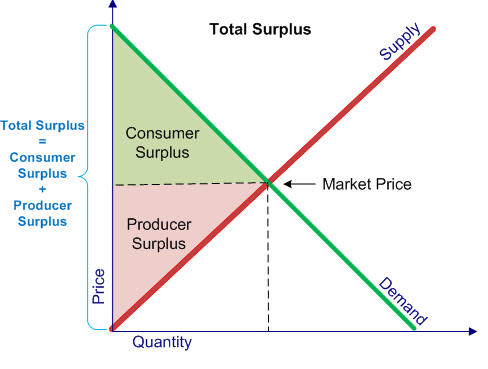 Total Surplus
Supply
Total Surplus
=
Consumer
Surplus
+
Producer
Surplus
Consumer
Surplus
Market Price
Producer
Surplus
Price
Demand
Quantity